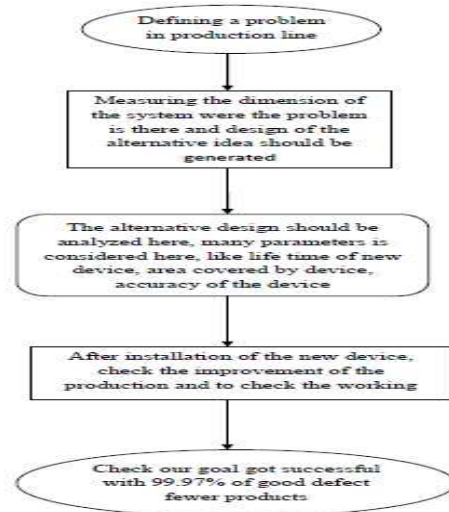 Defining a problem
in production line
Measuring the dimension of
the system were the problem
is there and design of the
alternative idea should be
generated
The alternative design should be
analyzed here, many parameters is
considered here, like life time of new
device, area covered by device,
accuracy of the device
After installation of the new device,
check the improvement of the
production and to check the working
Check our goal got successful
with 99.97% of good defect
fewer products